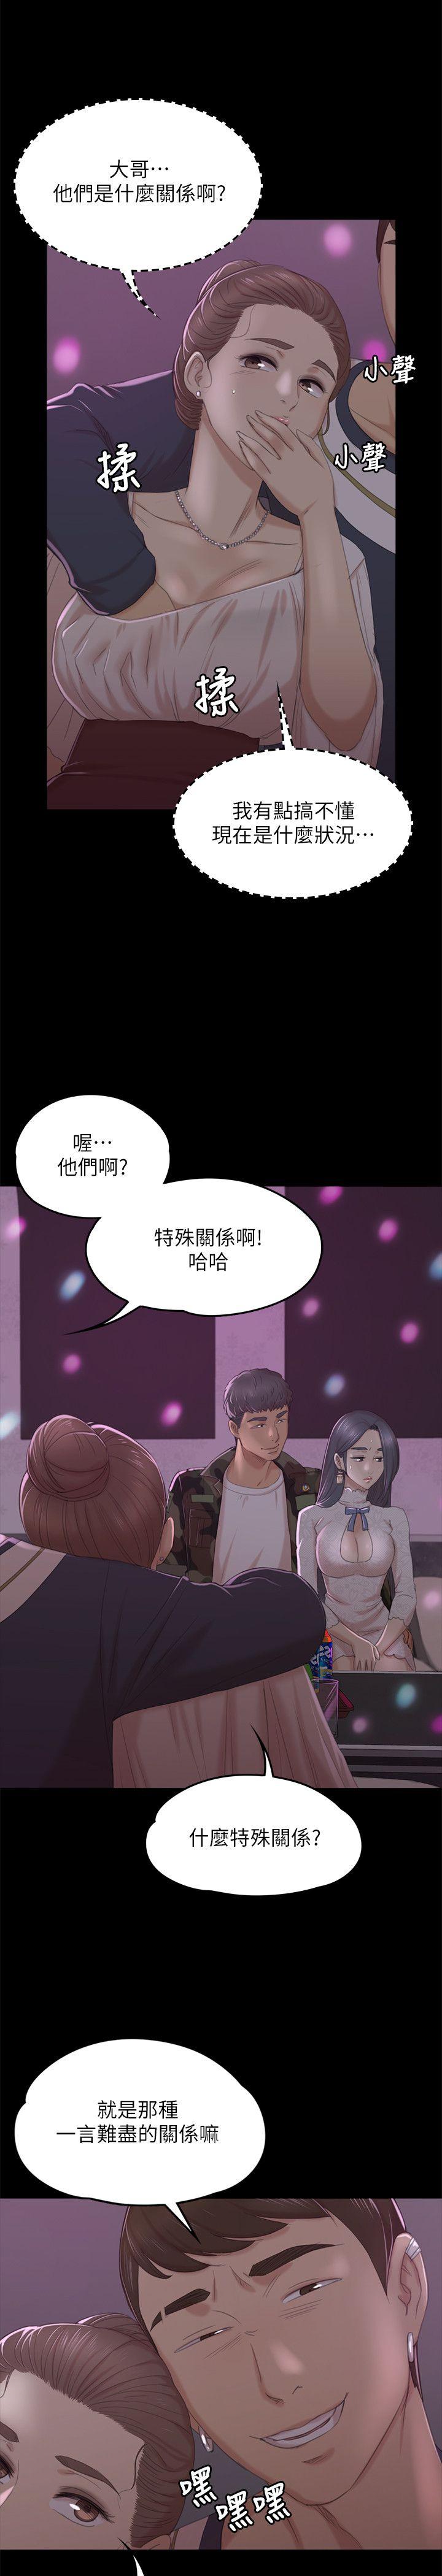 大哥⋯
他們是什麼關係啊?
小聲
小聲
揉
揉
我有點搞不懂
現在是什麼狀況⋯
喔⋯
他們啊?
特殊關係啊!
哈哈
什麼特殊關係?
就是那種
一言難盡的關係嘛
嘿
嘿嘿